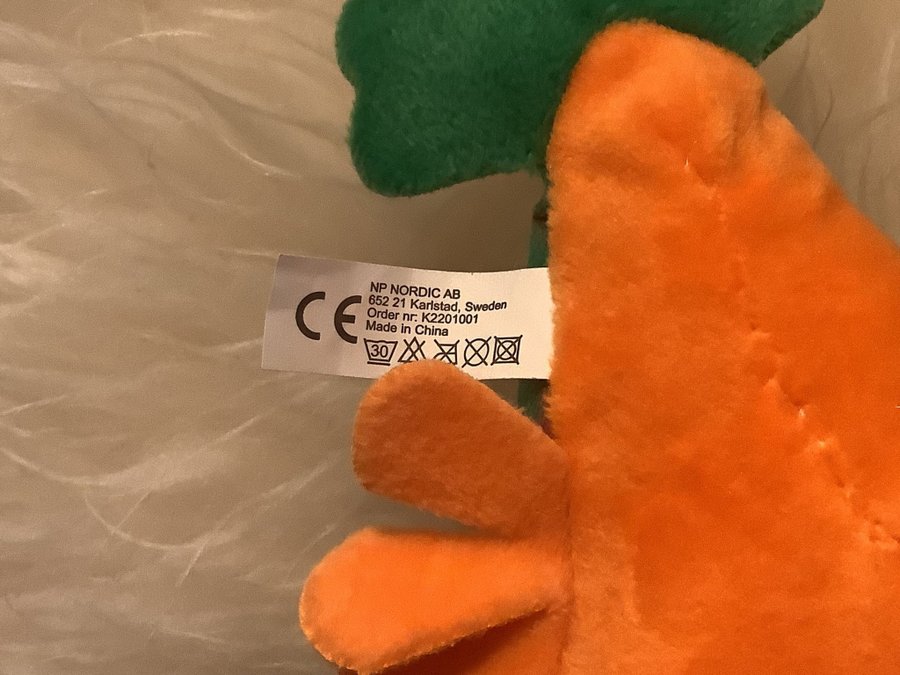 CE
NP NORDIC AB
652 21 Karlstad, Sweden
Order nr: K2201001
Made in China
30